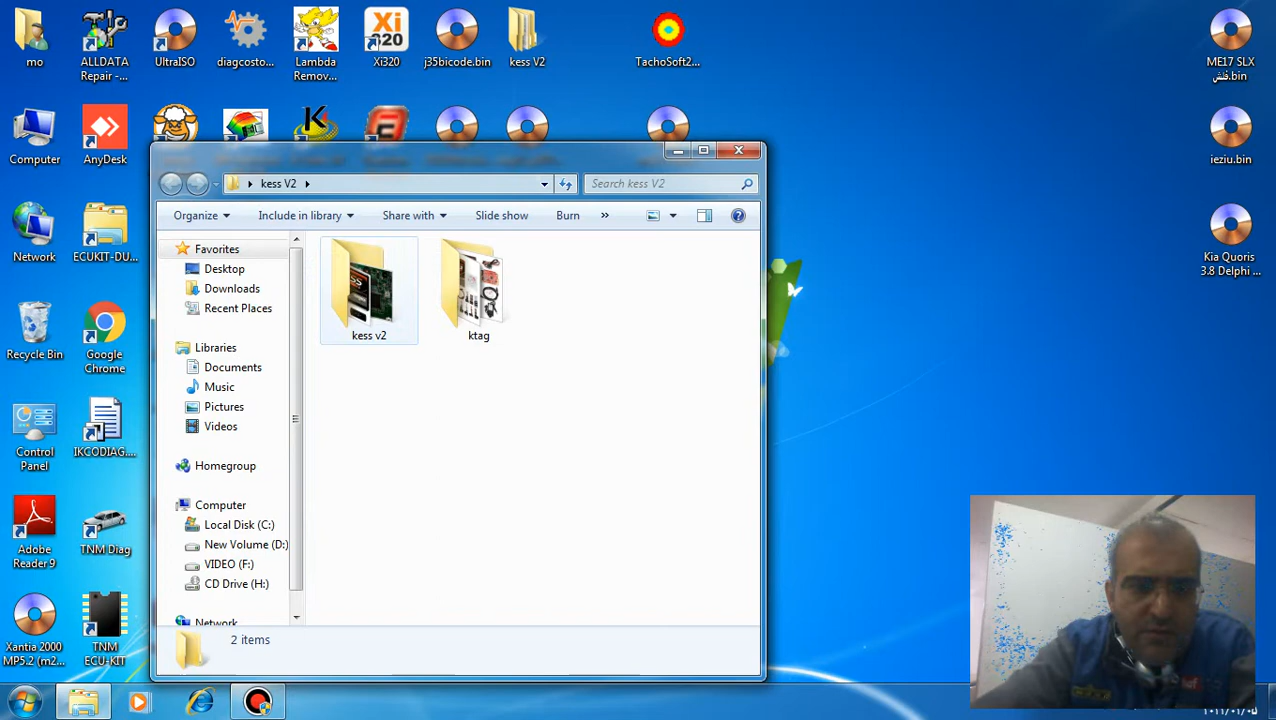 mo
ALLDATA
Repair -...
UltraISO
diagcosto...
Lambda
Remov...
Xi
320
Xi320
j35bicode.bin
kess V2
TachoSoft2...
ME17 SLX
فلش.bin
Computer
AnyDesk
ieziu.bin
kess V2
Search kess V2
Organize
Include in library
Share with
Slide show
Burn
»
Network
ECUKIT-DU...
Kia Quoris
3.8 Delphi ...
Favorites
Desktop
Downloads
Recent Places
Libraries
Documents
Music
Pictures
Videos
Homegroup
Computer
Local Disk (C:)
New Volume (D:)
VIDEO (F:)
CD Drive (H:)
Network
kess v2
ktag
Recycle Bin
Google
Chrome
Control
Panel
IKCODIAG....
Adobe
Reader 9
TNM Diag
Xantia 2000
MP5.2 (m2...
TNM
ECU-KIT
2 items